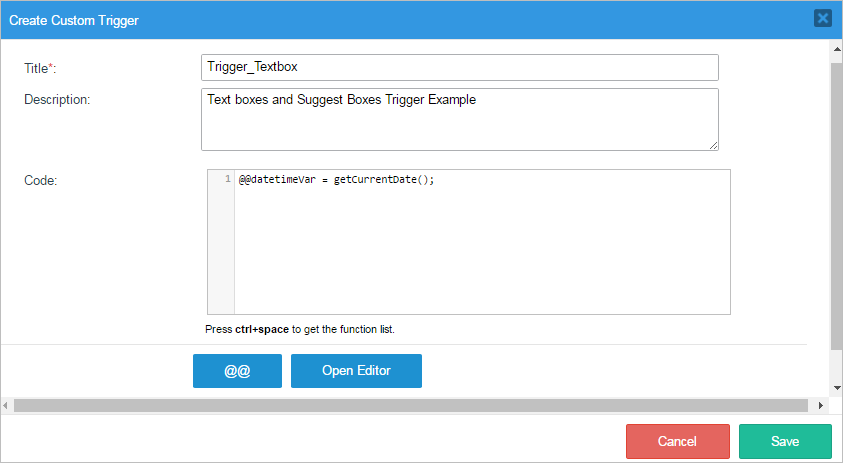 Create Custom Trigger
Title*: Trigger_Textbox
Description: Text boxes and Suggest Boxes Trigger Example
Code: 1 @@datetimeVar = getCurrentDate();
Press ctrl+space to get the function list.
@@ Open Editor
Cancel Save